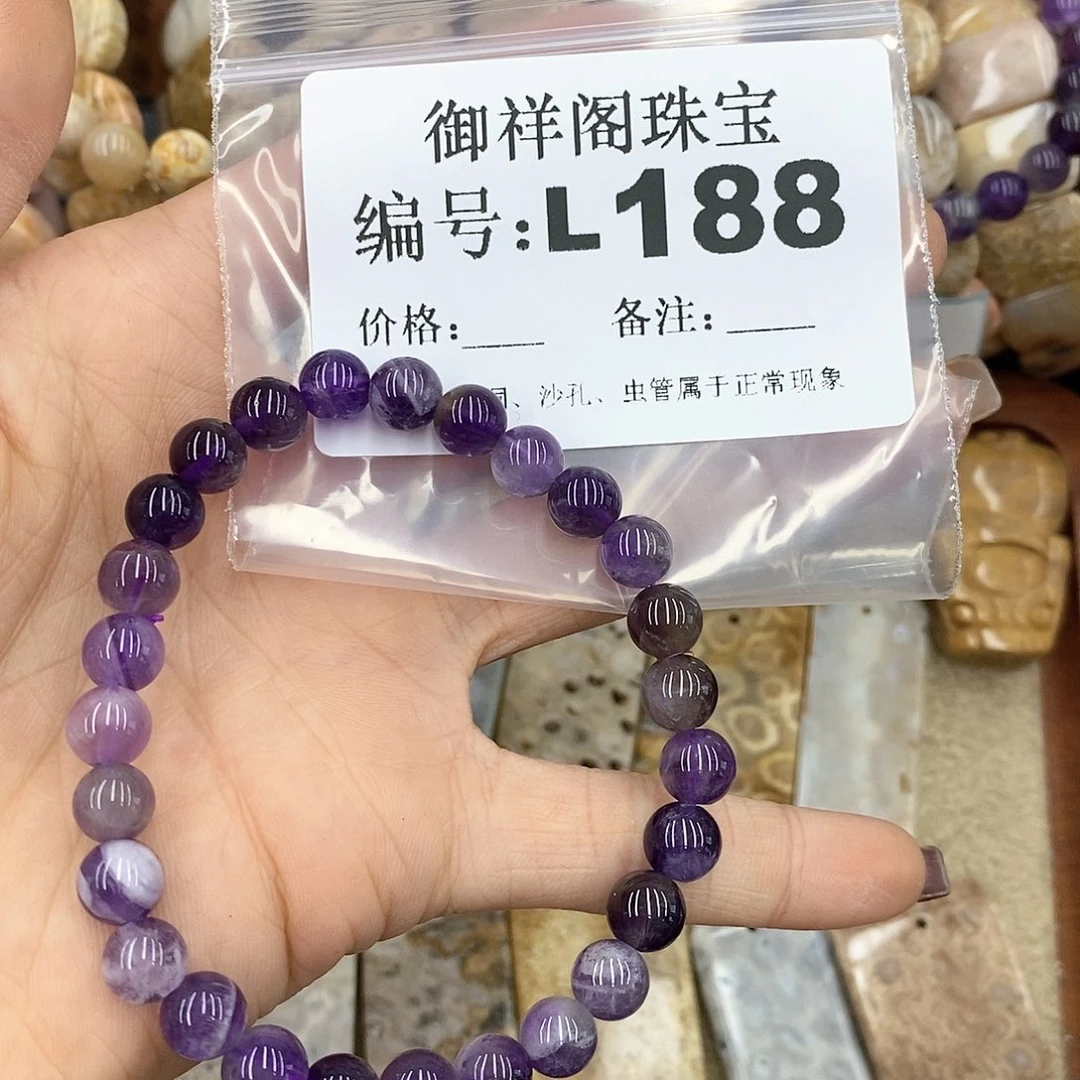 御祥阁珠宝
编号:L188
价格:____ 备注:____
、沙孔、虫管属于正常现象